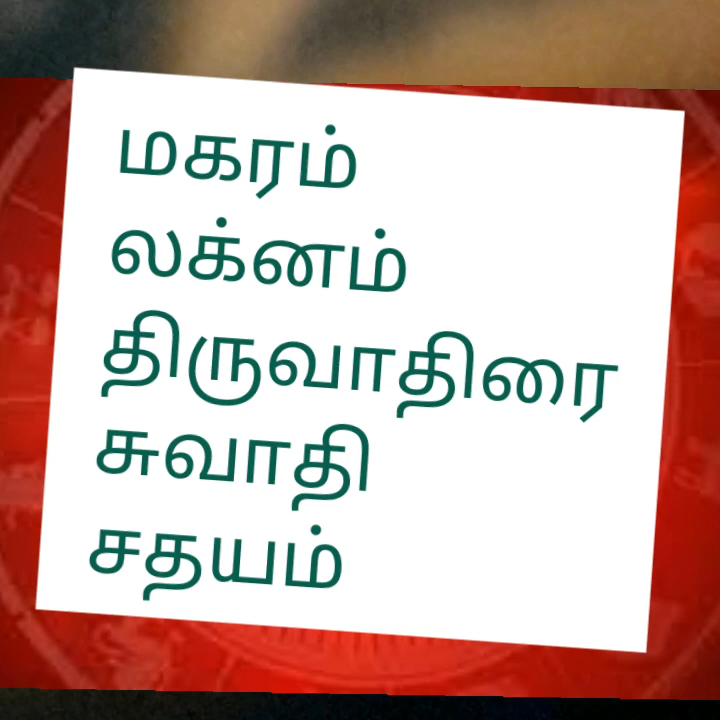 மகரம்
லக்னம்
திருவாதிரை
சுவாதி
சதயம்